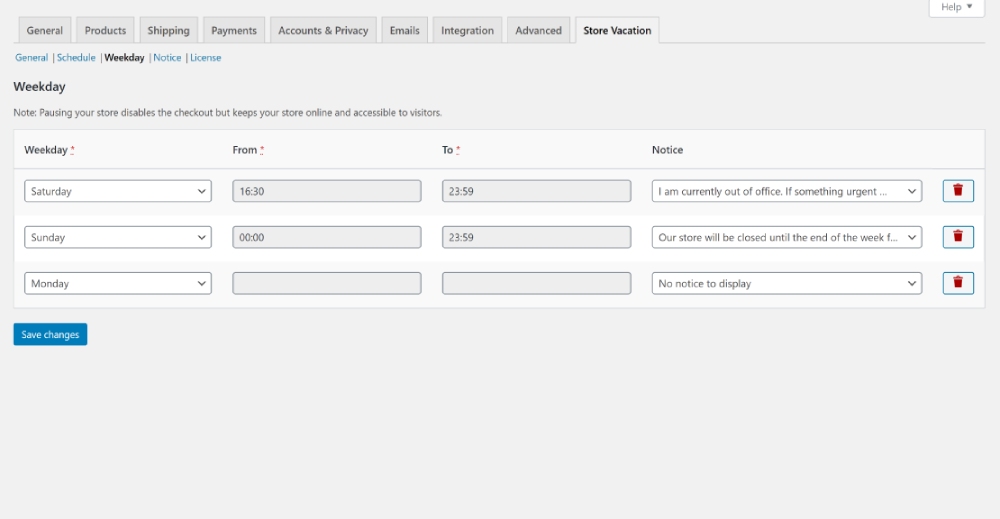 Help
General Products Shipping Payments Accounts & Privacy Emails Integration Advanced Store Vacation
General | Schedule | Weekday | Notice | License
Weekday
Note: Pausing your store disables the checkout but keeps your store online and accessible to visitors.
Weekday * From * To * Notice
Saturday 16:30 23:59 I am currently out of office. If something urgent ...
Sunday 00:00 23:59 Our store will be closed until the end of the week f...
Monday No notice to display
Save changes